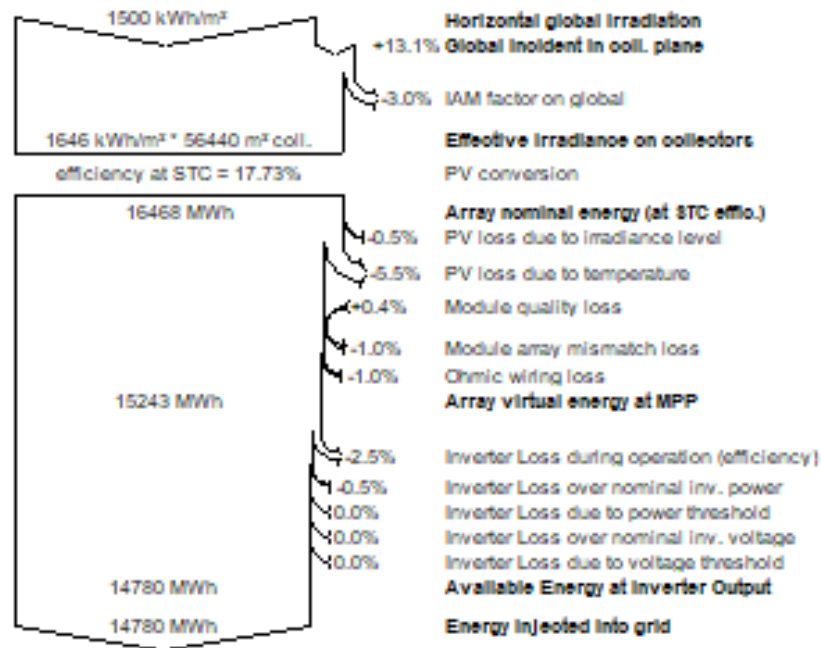 1500 kWh/m² Horizontal global irradiation
+13.1% Global incident in coll. plane
-3.0% IAM factor on global
1646 kWh/m² * 56440 m² coll. Effective irradiance on collectors
efficiency at STC = 17.73% PV conversion
16468 MWh Array nominal energy (at STC effic.)
-0.5% PV loss due to irradiance level
-5.5% PV loss due to temperature
+0.4% Module quality loss
-1.0% Module array mismatch loss
-1.0% Ohmic wiring loss
15243 MWh Array virtual energy at MPP
-2.5% Inverter Loss during operation (efficiency)
-0.5% Inverter Loss over nominal inv. power
0.0% Inverter Loss due to power threshold
0.0% Inverter Loss over nominal inv. voltage
0.0% Inverter Loss due to voltage threshold
14780 MWh Available Energy at Inverter Output
14780 MWh Energy injected into grid